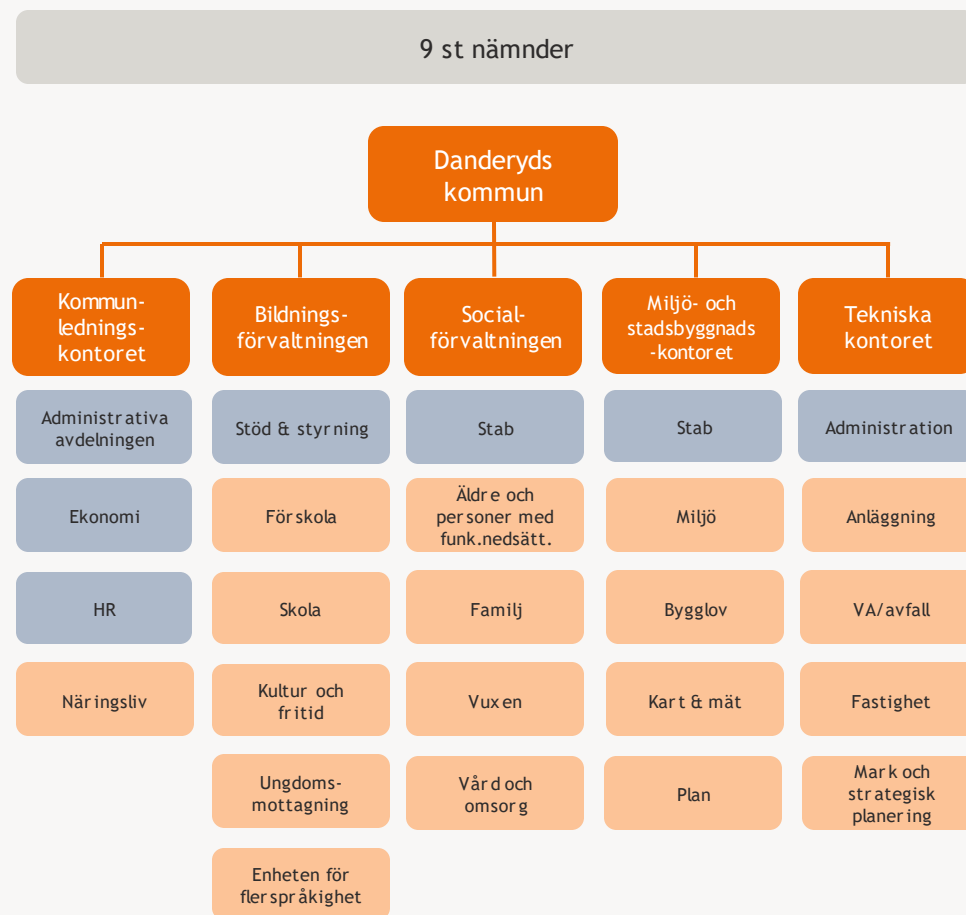 9 st nämnder
Danderyds
kommun
Kommun-
lednings-
kontoret
Bildnings-
förvaltningen
Social-
förvaltningen
Miljö- och
stadsbyggnads
-kontoret
Tekniska
kontoret
Administrativa
avdelningen
Stöd & styrning
Stab
Stab
Administration
Ekonomi
Förskola
Äldre och
personer med
funk.nedsätt.
Miljö
Anläggning
HR
Skola
Familj
Bygglov
VA/avfall
Näringsliv
Kultur och
fritid
Vuxen
Kart & mät
Fastighet
Ungdoms-
mottagning
Vård och
omsorg
Plan
Mark och
strategisk
planering
Enheten för
flerspråkighet